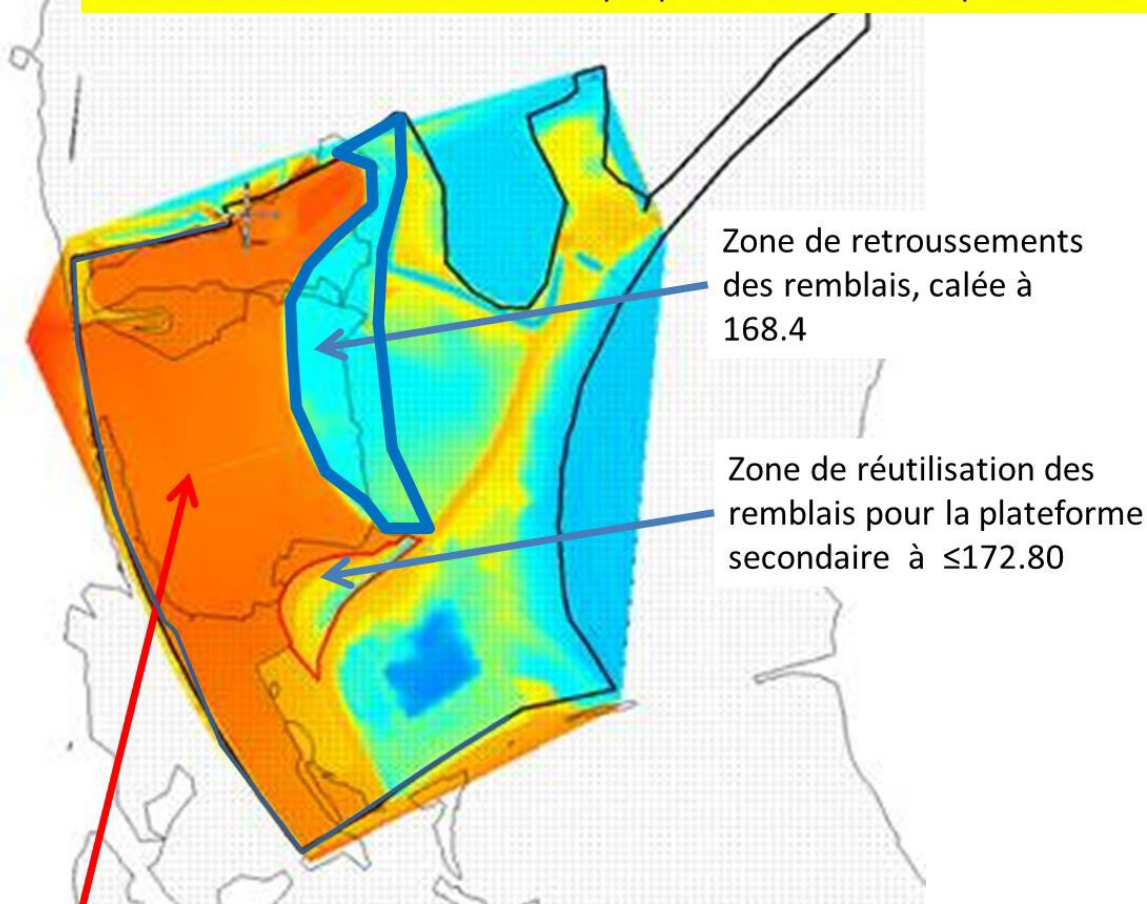 Zone de retroussements
des remblais, calée à
168.4
Zone de réutilisation des
remblais pour la plateforme
secondaire à ≤172.80